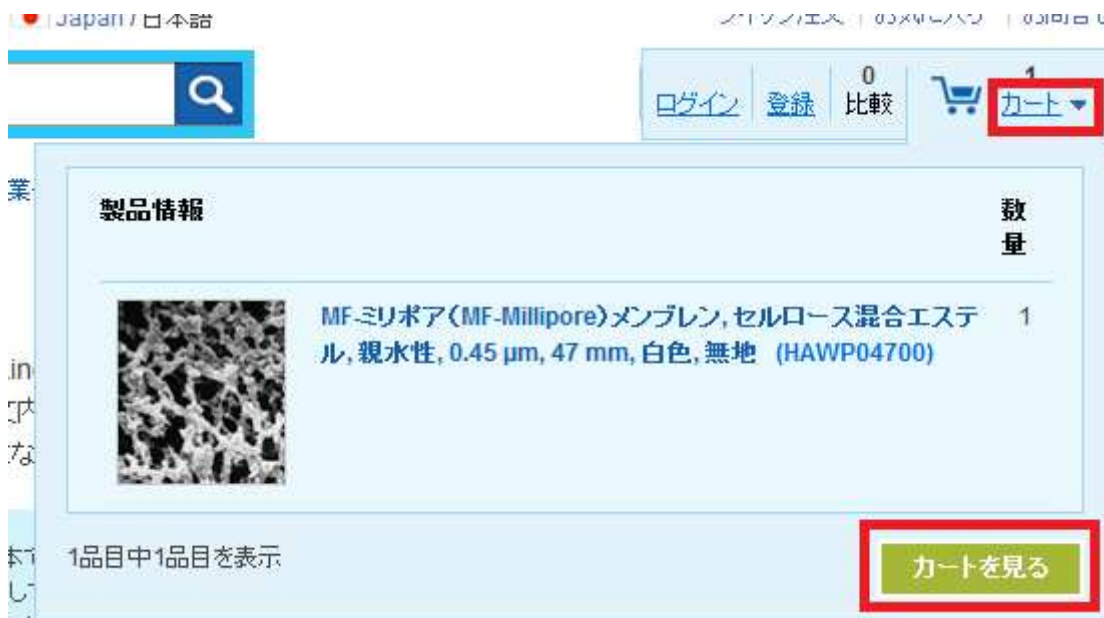 Japan / 日本語
ログイン
登録
0
比較
1
カート
製品情報
数
量
MF-ミリポア(MF-Millipore)メンブレン, セルロース混合エステ
ル, 親水性, 0.45 µm, 47 mm, 白色, 無地 (HAWP04700)
1
1品目中1品目を表示
カートを見る